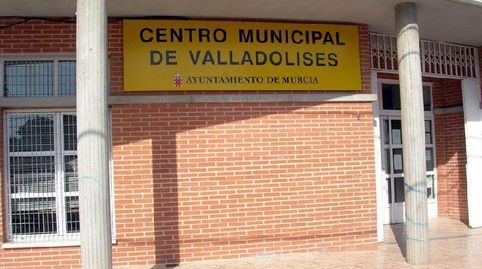 CENTRO MUNICIPAL
DE VALLADOLISES
AYUNTAMIENTO DE MURCIA